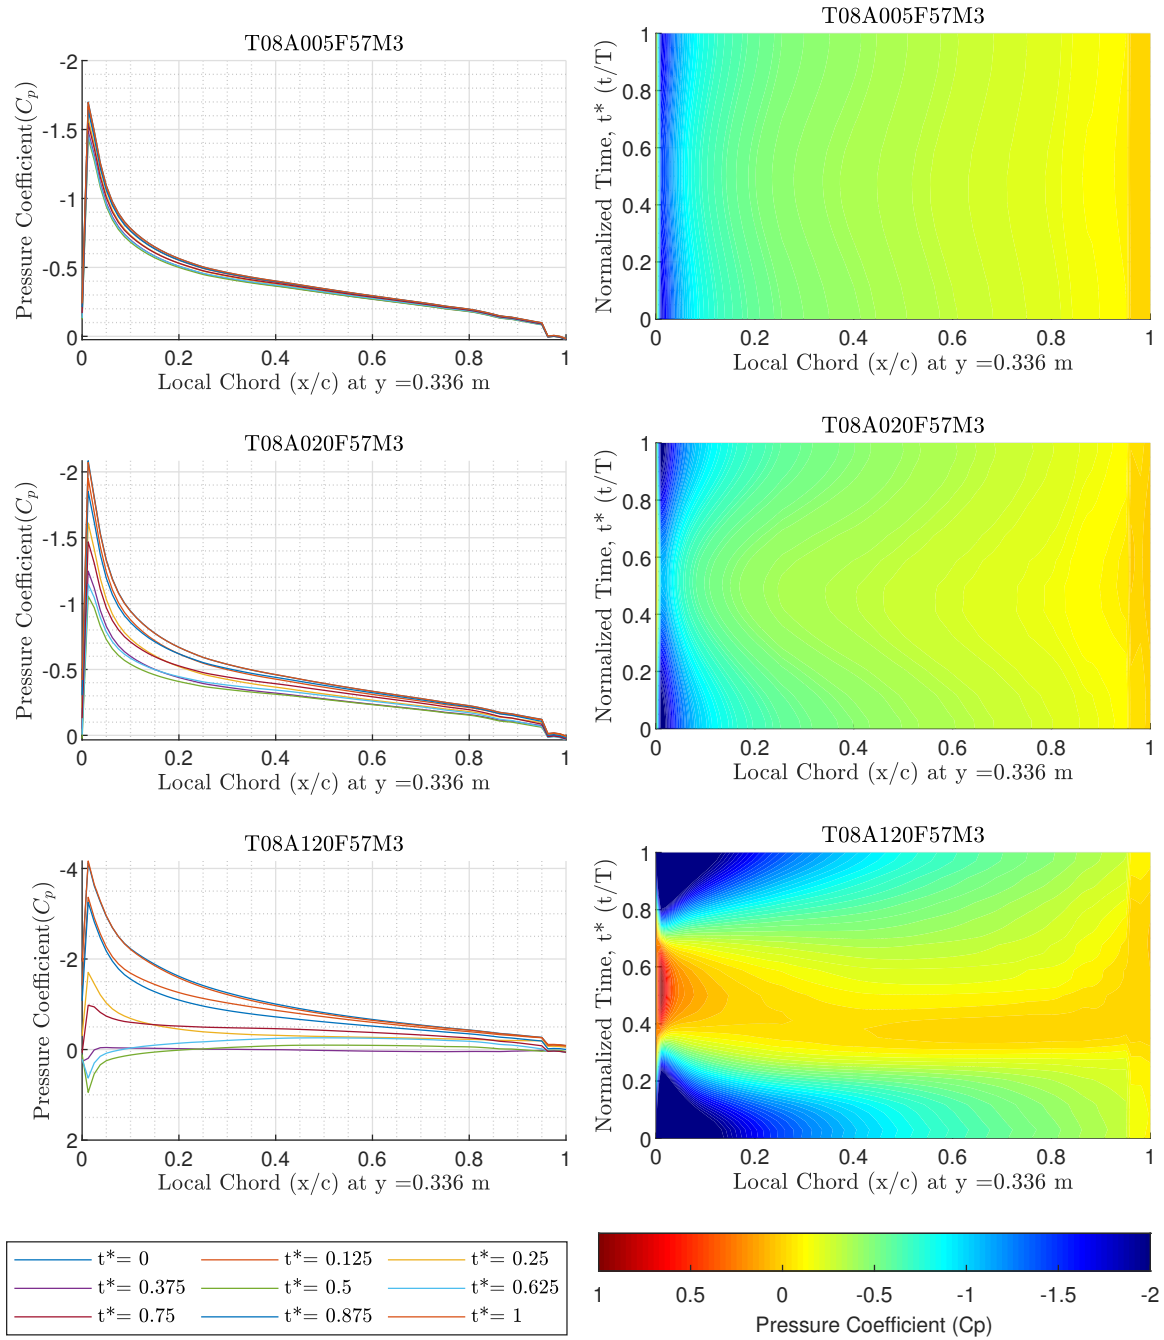 T08A005F57M3
-2
-1.5
-1
-0.5
0
Pressure Coefficient(Cp)
0 0.2 0.4 0.6 0.8 1
Local Chord (x/c) at y =0.336 m
T08A005F57M3
1
0.8
0.6
0.4
0.2
0
Normalized Time, t* (t/T)
0 0.2 0.4 0.6 0.8 1
Local Chord (x/c) at y =0.336 m
T08A020F57M3
-2
-1.5
-1
-0.5
0
Pressure Coefficient(Cp)
0 0.2 0.4 0.6 0.8 1
Local Chord (x/c) at y =0.336 m
T08A020F57M3
1
0.8
0.6
0.4
0.2
0
Normalized Time, t* (t/T)
0 0.2 0.4 0.6 0.8 1
Local Chord (x/c) at y =0.336 m
T08A120F57M3
-4
-2
0
2
Pressure Coefficient(Cp)
0 0.2 0.4 0.6 0.8 1
Local Chord (x/c) at y =0.336 m
T08A120F57M3
1
0.8
0.6
0.4
0.2
0
Normalized Time, t* (t/T)
0 0.2 0.4 0.6 0.8 1
Local Chord (x/c) at y =0.336 m
t*= 0 t*= 0.125 t*= 0.25
t*= 0.375 t*= 0.5 t*= 0.625
t*= 0.75 t*= 0.875 t*= 1
1 0.5 0 -0.5 -1 -1.5 -2
Pressure Coefficient (Cp)